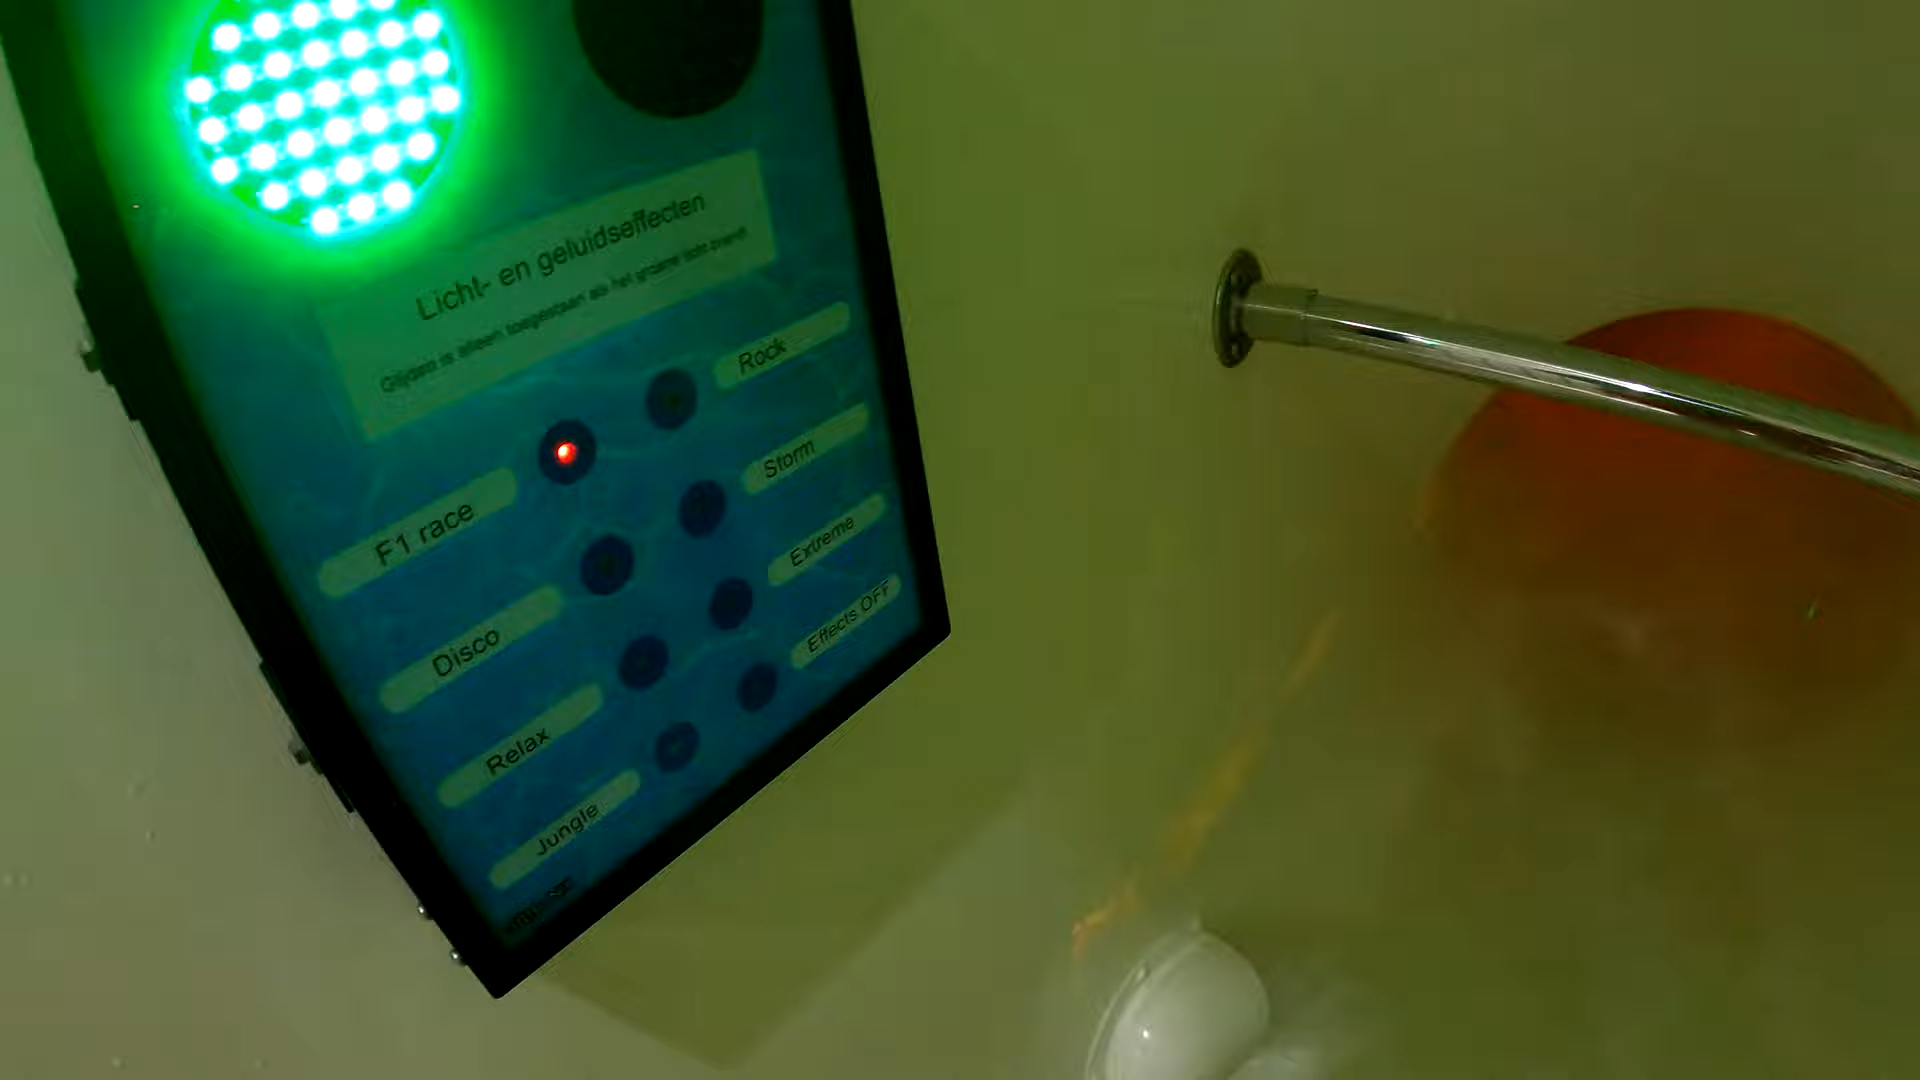 Licht- en geluidseffecten
Glijden is alleen toegestaan als het groene licht brandt
Rock
F1 race
Storm
Disco
Extreme
Relax
Effects OFF
Jungle